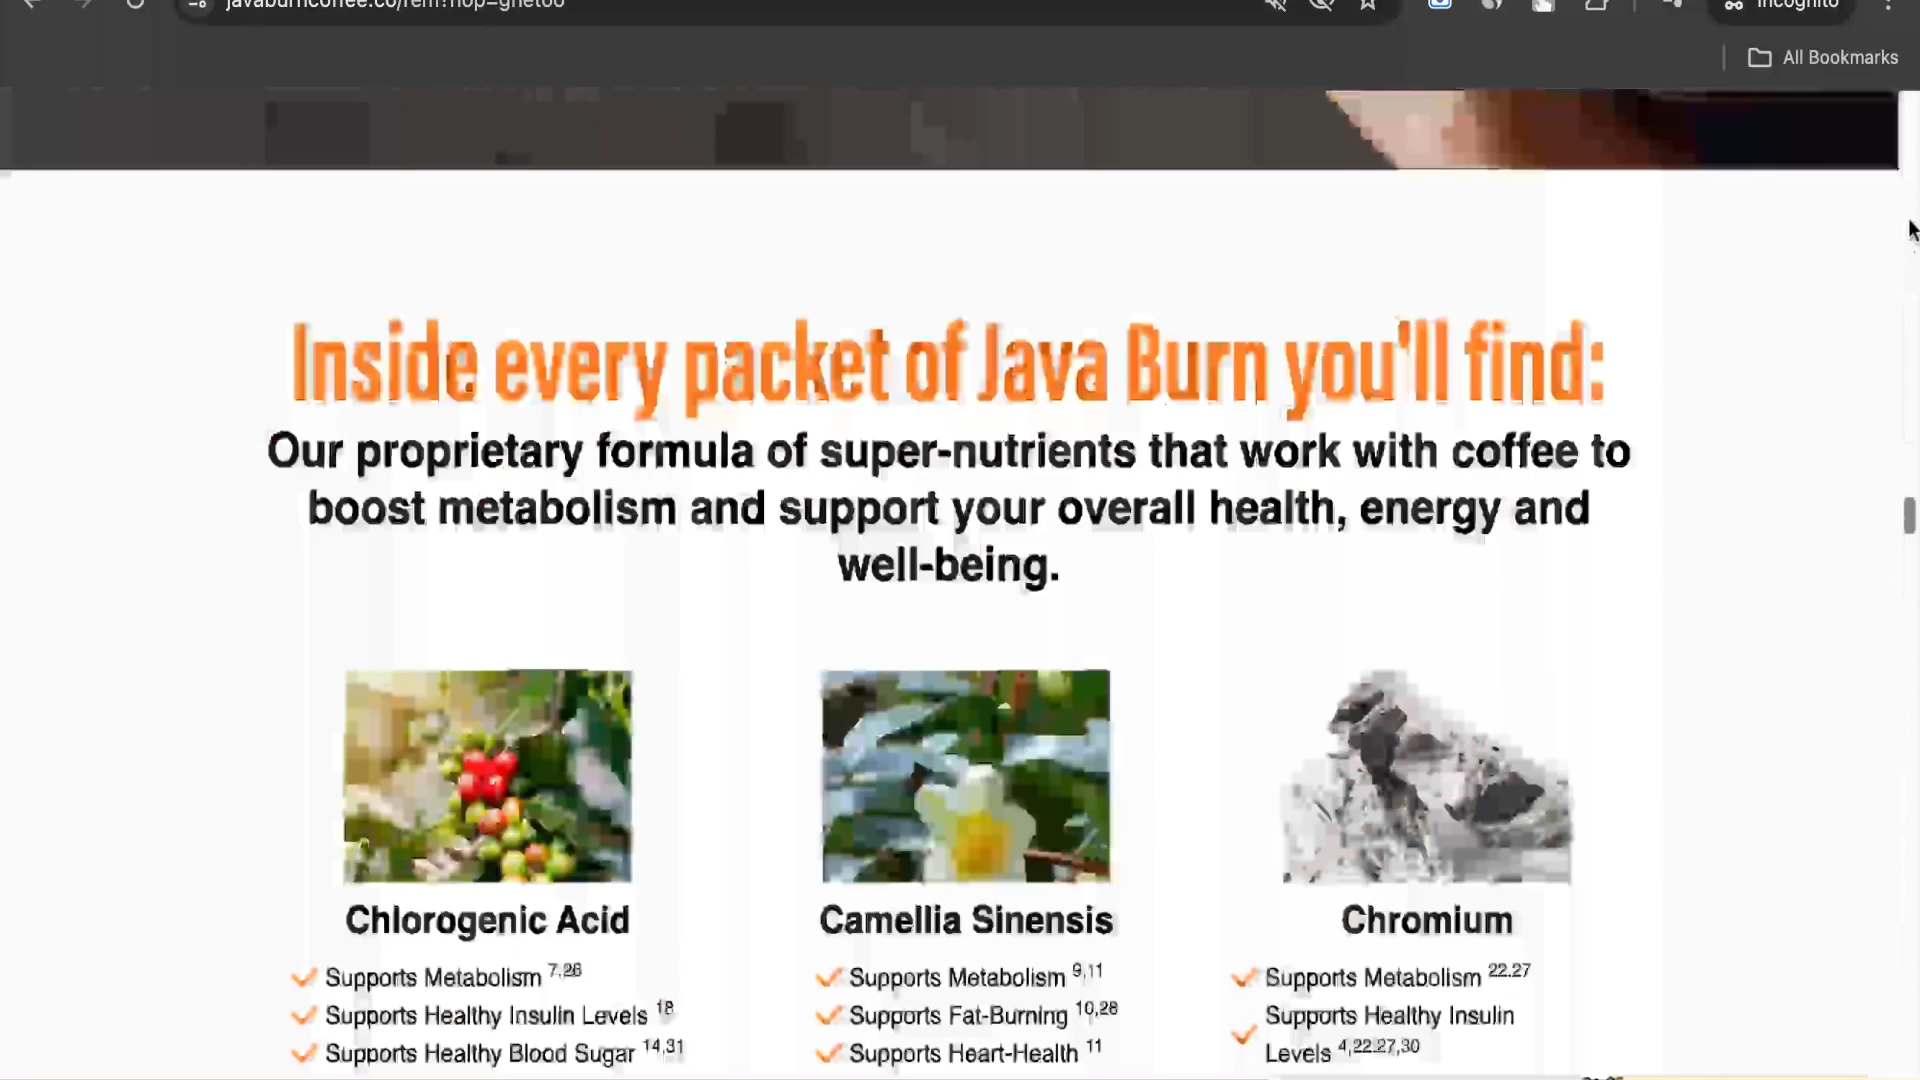 Incognito
All Bookmarks
Inside every packet of Java Burn you'll find:
Our proprietary formula of super-nutrients that work with coffee to
boost metabolism and support your overall health, energy and
well-being.
Chlorogenic Acid
Supports Metabolism 7,26
Supports Healthy Insulin Levels 18
Supports Healthy Blood Sugar 14,31
Camellia Sinensis
Supports Metabolism 9,11
Supports Fat-Burning 10,28
Supports Heart-Health 11
Chromium
Supports Metabolism 22.27
Supports Healthy Insulin
Levels 4,22.27,30